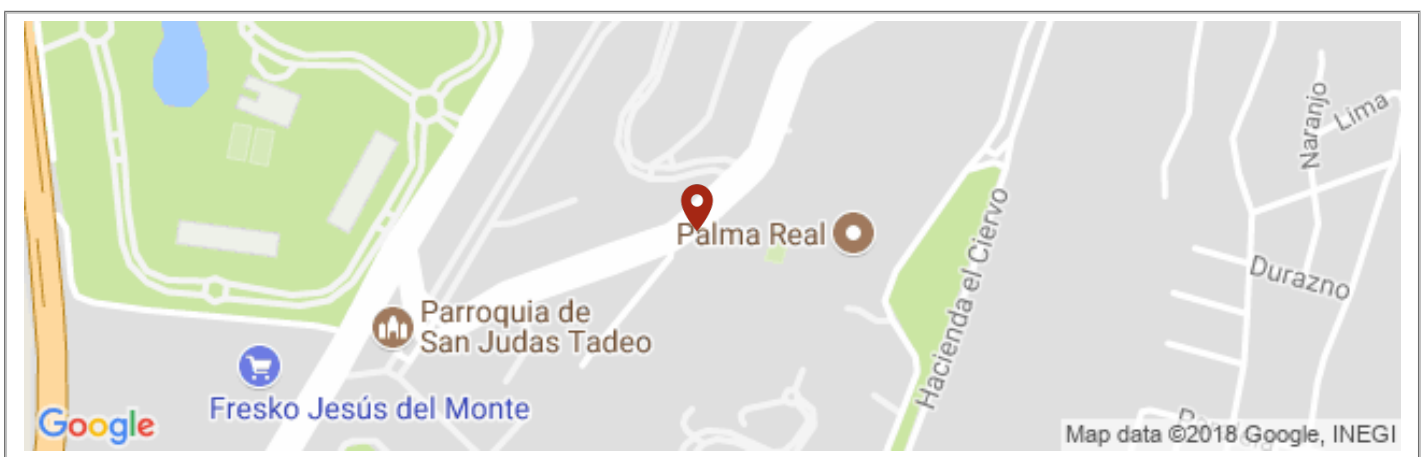 Naranjo
Lima
Palma Real
Hacienda el Ciervo
Durazno
Parroquia de
San Judas Tadeo
Fresko Jesús del Monte
Google
Map data ©2018 Google, INEGI